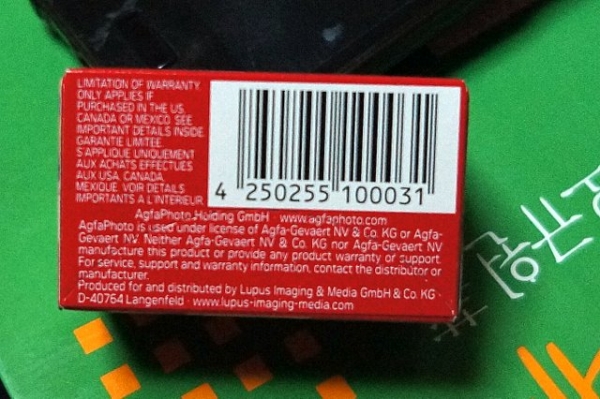 LIMITATION OF WARRANTY
ONLY APPLIES IF
PURCHASED IN THE US,
CANADA OR MEXICO. SEE
IMPORTANT DETAILS INSIDE.
GARANTIE LIMITEE.
S'APPLIQUE UNIQUEMENT
AUX ACHATS EFFECTUES
AUX USA, CANADA,
MEXIQUE. VOIR DETAILS
IMPORTANTS A L'INTERIEUR
4 250255 100031
AgfaPhoto Holding GmbH · www.agfaphoto.com
AgfaPhoto is used under license of Agfa-Gevaert NV & Co. KG or Agfa-
Gevaert NV. Neither Agfa-Gevaert NV & Co. KG nor Agfa-Gevaert NV
manufacture this product or provide any product warranty or support.
For service, support and warranty information, contact the distributor or
manufacturer.
Produced for and distributed by Lupus Imaging & Media GmbH & Co. KG ·
D-40764 Langenfeld · www.lupus-imaging-media.com